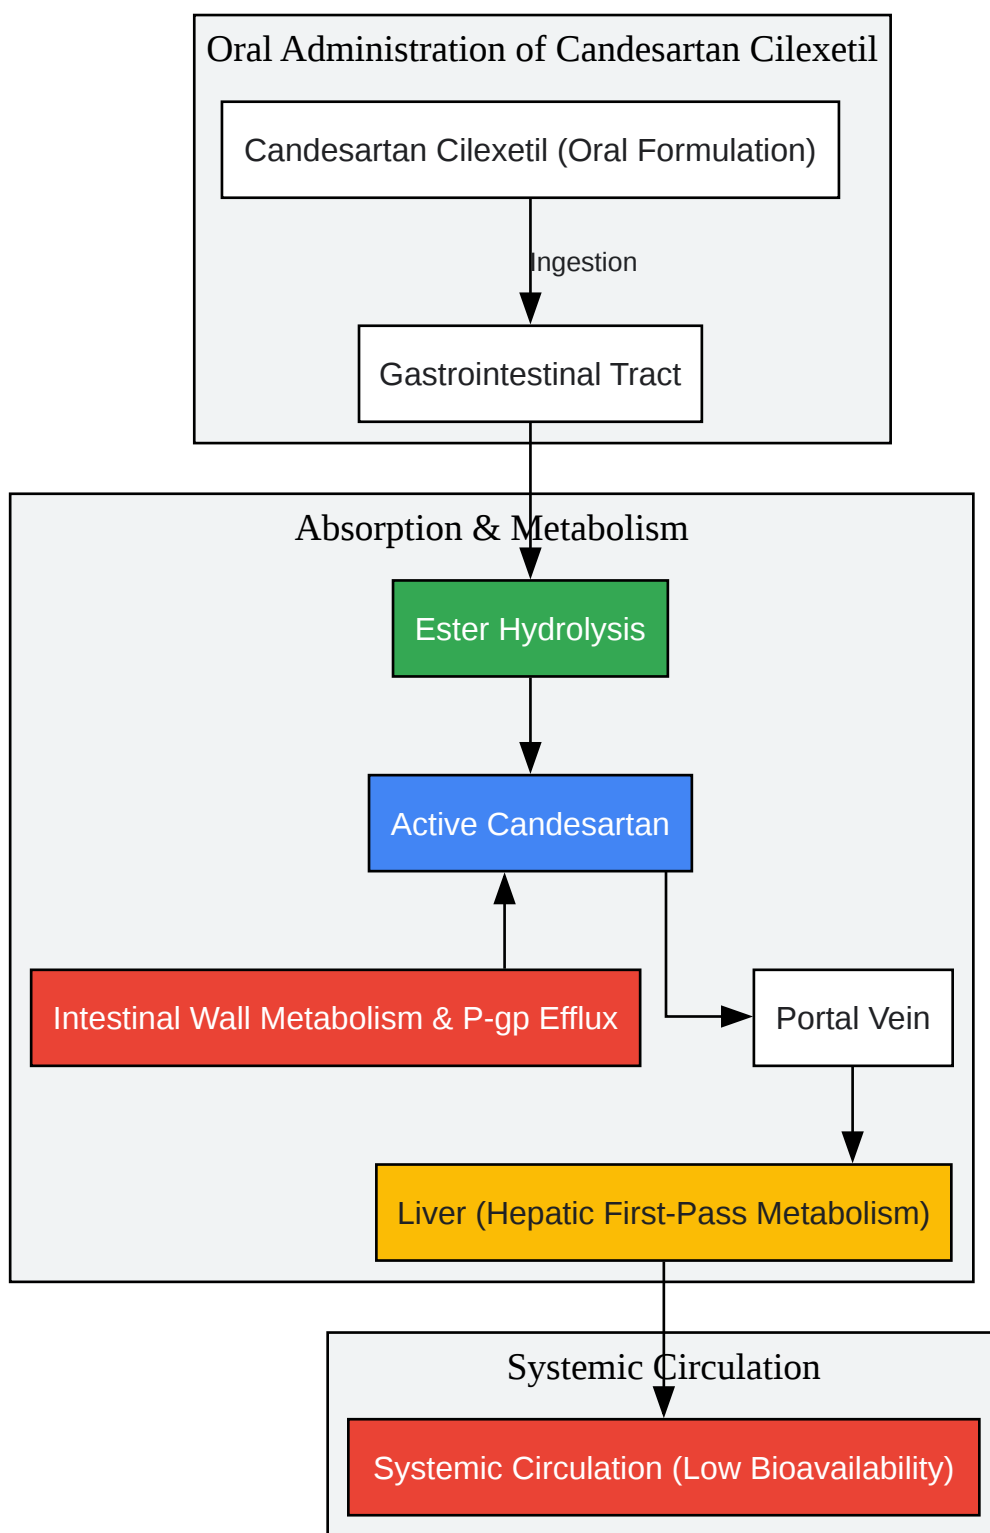 Oral Administration of Candesartan Cilexetil
Candesartan Cilexetil (Oral Formulation)
Ingestion
Gastrointestinal Tract
Absorption & Metabolism
Ester Hydrolysis
Active Candesartan
Intestinal Wall Metabolism & P-gp Efflux
Portal Vein
Liver (Hepatic First-Pass Metabolism)
Systemic Circulation
Systemic Circulation (Low Bioavailability)